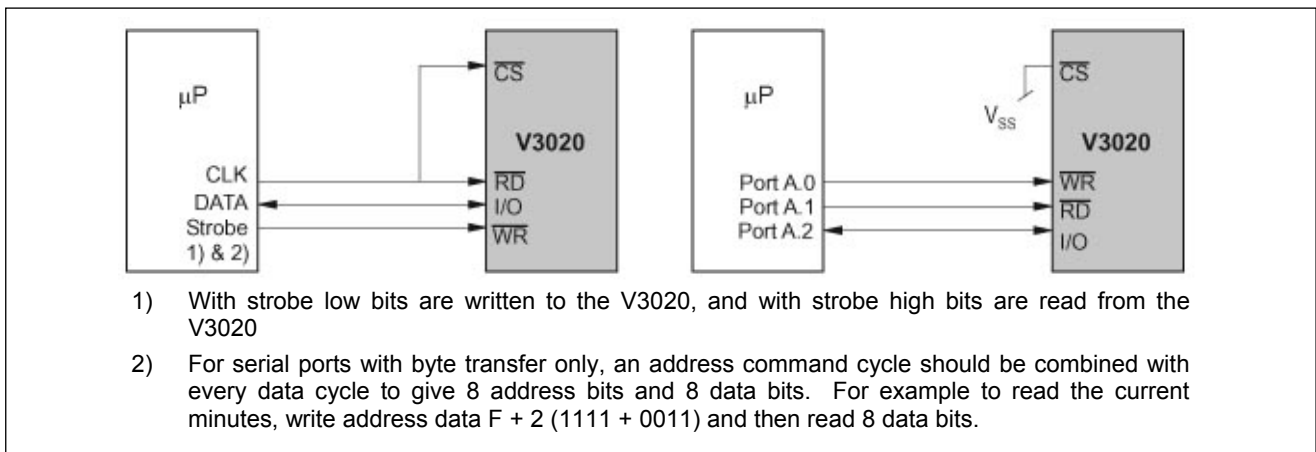 μP
CLK
DATA
Strobe
1) & 2)
CS
V3020
RD
I/O
WR
μP
Port A.0
Port A.1
Port A.2
VSS
CS
V3020
WR
RD
I/O
1) With strobe low bits are written to the V3020, and with strobe high bits are read from the
V3020
2) For serial ports with byte transfer only, an address command cycle should be combined with
every data cycle to give 8 address bits and 8 data bits. For example to read the current
minutes, write address data F + 2 (1111 + 0011) and then read 8 data bits.